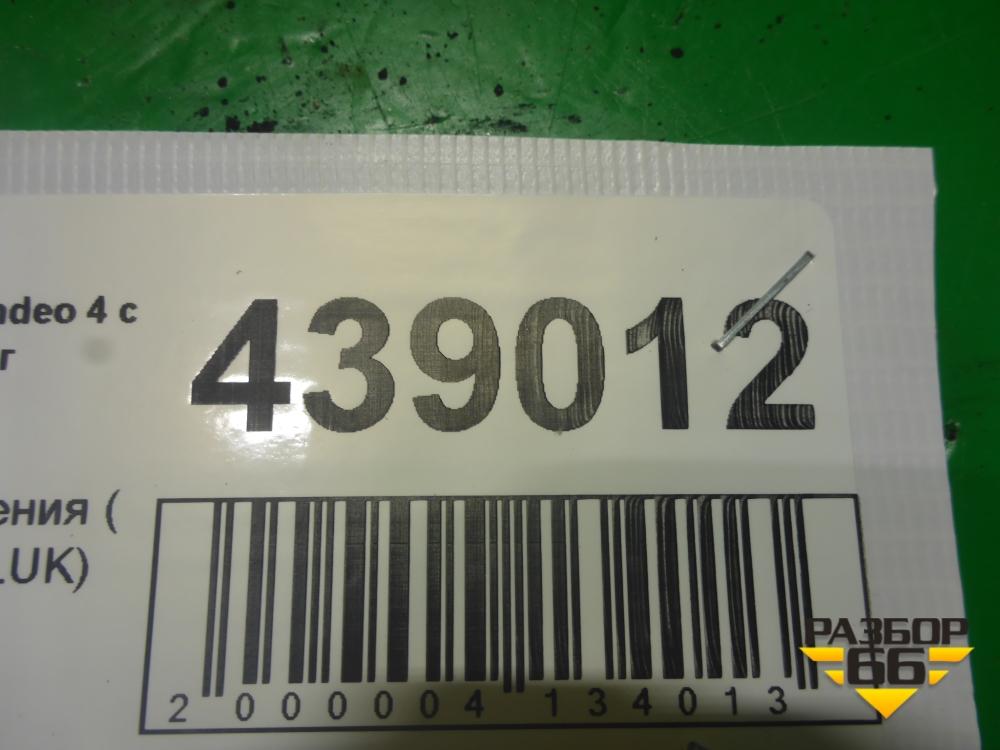 ndeo 4 с
г
439012
ения (
LUK)
2 000004 134013
РАЗБОР
66